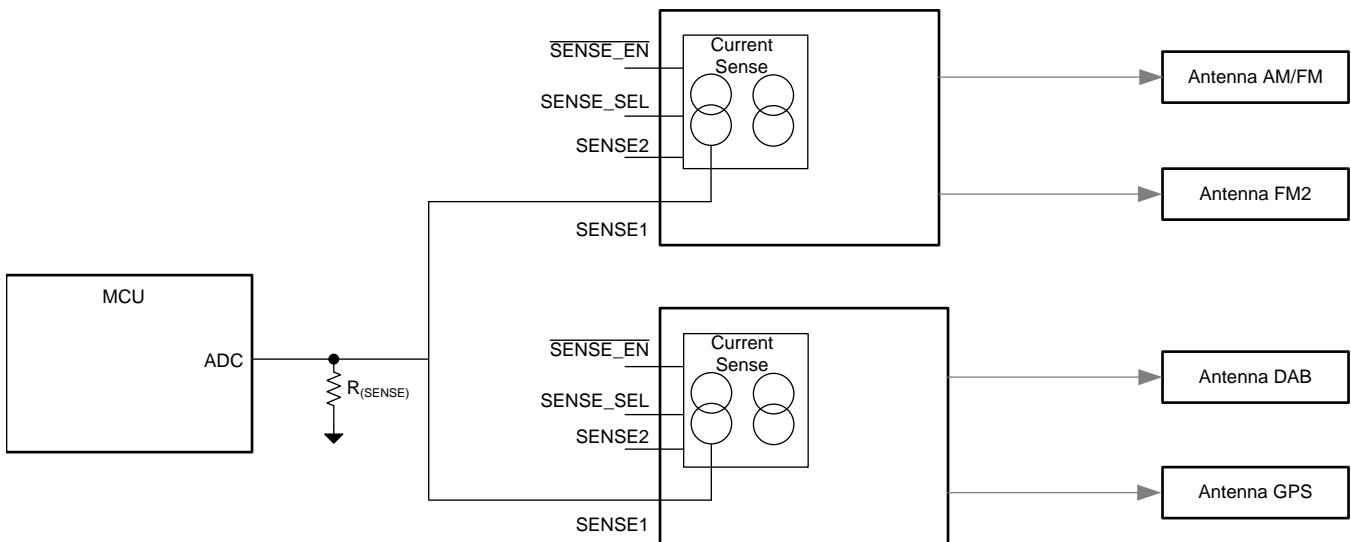 SENSE_EN
Current
Sense
SENSE_SEL
SENSE2
SENSE1
Antenna AM/FM
Antenna FM2
MCU
ADC
R(SENSE)
SENSE_EN
Current
Sense
SENSE_SEL
SENSE2
SENSE1
Antenna DAB
Antenna GPS